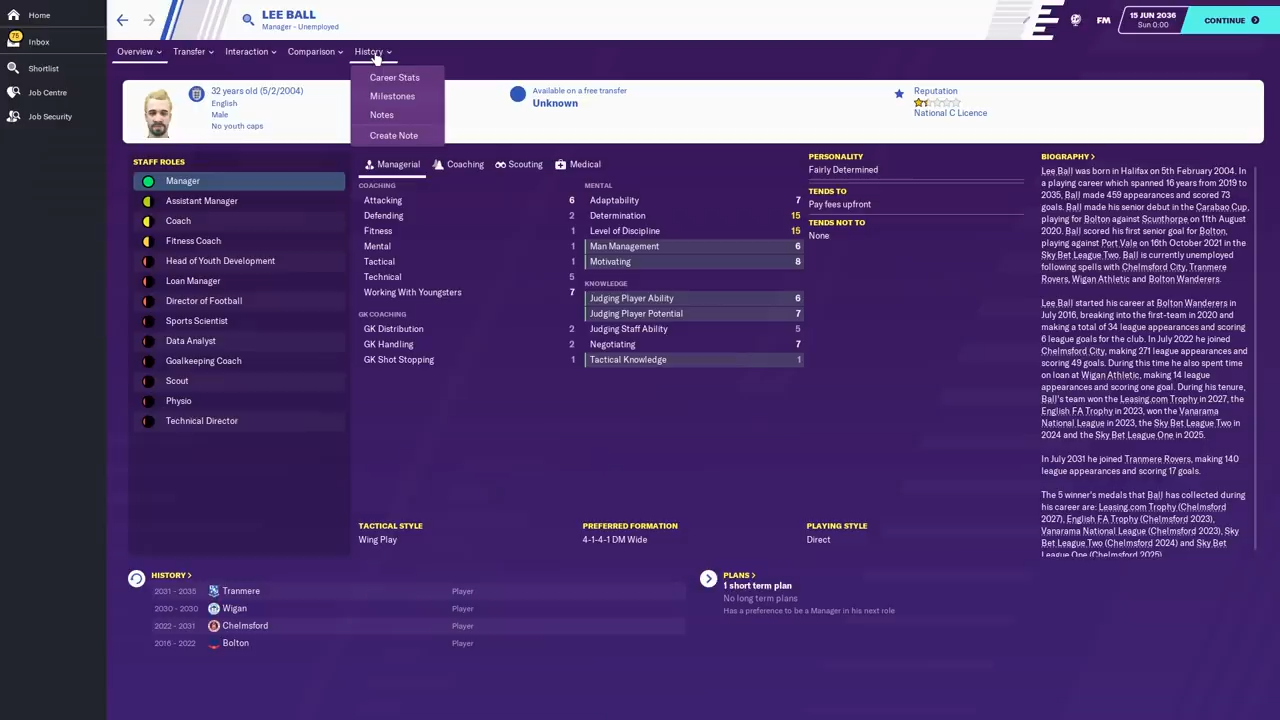 Home
75
Inbox
Shortlist
Job Centre
Job Security
LEE BALL
Manager - Unemployed
FM
15 JUN 2036
Sun 0:00
CONTINUE
Overview
Transfer
Interaction
Comparison
History
Career Stats
Milestones
Notes
Create Note
32 years old (5/2/2004)
English
Male
No youth caps
Available on a free transfer
Unknown
Reputation
National C Licence
STAFF ROLES
Manager
Assistant Manager
Coach
Fitness Coach
Head of Youth Development
Loan Manager
Director of Football
Sports Scientist
Data Analyst
Goalkeeping Coach
Scout
Physio
Technical Director
Managerial
Coaching
Scouting
Medical
COACHING
Attacking 6
Defending 2
Fitness 1
Mental 1
Tactical 1
Technical 5
Working With Youngsters 7
GK COACHING
GK Distribution 2
GK Handling 2
GK Shot Stopping 1
MENTAL
Adaptability 7
Determination 15
Level of Discipline 15
Man Management 6
Motivating 8
KNOWLEDGE
Judging Player Ability 6
Judging Player Potential 7
Judging Staff Ability 5
Negotiating 7
Tactical Knowledge 1
PERSONALITY
Fairly Determined
TENDS TO
Pay fees upfront
TENDS NOT TO
None
BIOGRAPHY >
Lee Ball was born in Halifax on 5th February 2004. In
a playing career which spanned 16 years from 2019 to
2035, Ball made 459 appearances and scored 73
goals. Ball made his senior debut in the Carabao Cup,
playing for Bolton against Scunthorpe on 11th August
2020. Ball scored his first senior goal for Bolton,
playing against Port Vale on 16th October 2021 in the
Sky Bet League Two. Ball is currently unemployed
following spells with Chelmsford City, Tranmere
Rovers, Wigan Athletic and Bolton Wanderers.
Lee Ball started his career at Bolton Wanderers in
July 2016, breaking into the first-team in 2020 and
making a total of 34 league appearances and scoring
6 league goals for the club. In July 2022 he joined
Chelmsford City, making 271 league appearances and
scoring 49 goals. During this time he also spent time
on loan at Wigan Athletic, making 14 league
appearances and scoring one goal. During his tenure,
Ball's team won the Leasing.com Trophy in 2027, the
English FA Trophy in 2023, won the Vanarama
National League in 2023, the Sky Bet League Two in
2024 and the Sky Bet League One in 2025.
In July 2031 he joined Tranmere Rovers, making 140
league appearances and scoring 17 goals.
The 5 winner's medals that Ball has collected during
his career are: Leasing.com Trophy (Chelmsford
2027), English FA Trophy (Chelmsford 2023),
Vanarama National League (Chelmsford 2023), Sky
Bet League Two (Chelmsford 2024) and Sky Bet
League One (Chelmsford 2025)
TACTICAL STYLE
Wing Play
PREFERRED FORMATION
4-1-4-1 DM Wide
PLAYING STYLE
Direct
HISTORY >
2031 - 2035 Tranmere Player
2030 - 2030 Wigan Player
2022 - 2031 Chelmsford Player
2016 - 2022 Bolton Player
PLANS >
1 short term plan
No long term plans
Has a preference to be a Manager in his next role